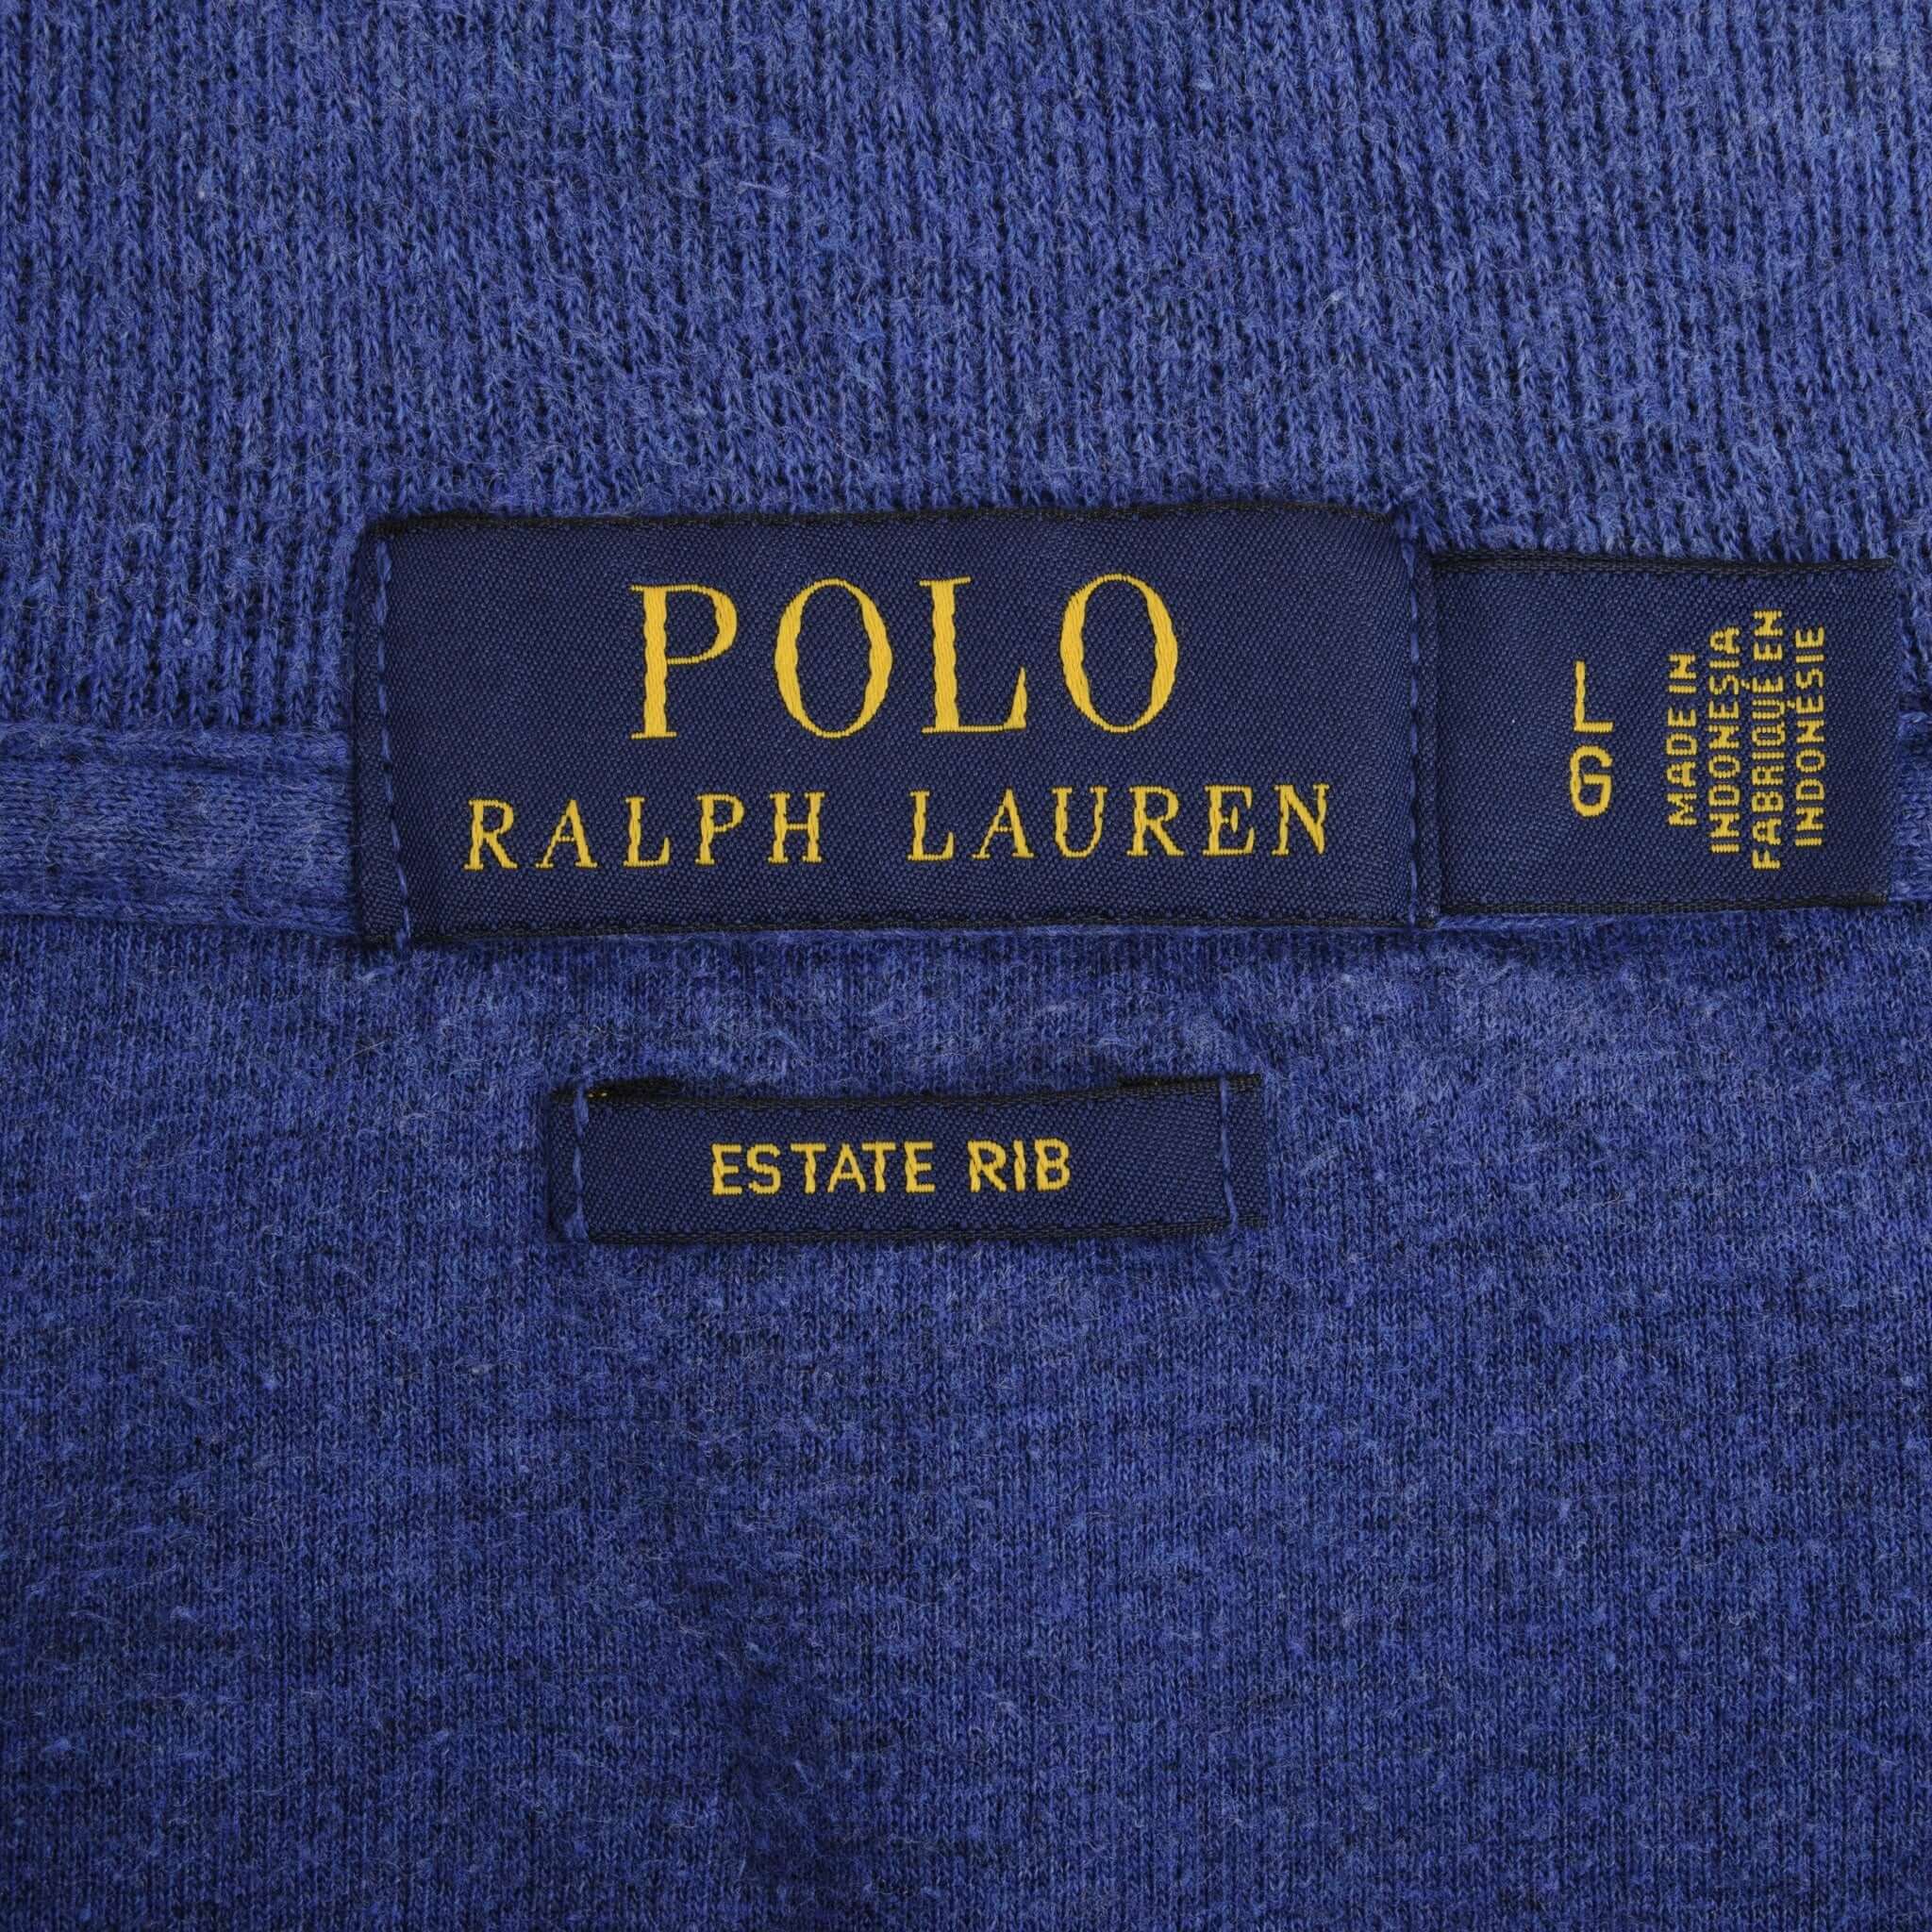 POLO
RALPH LAUREN
L
G
MADE IN
INDONESIA
FABRIQUÉ EN
INDONÉSIE
ESTATE RIB